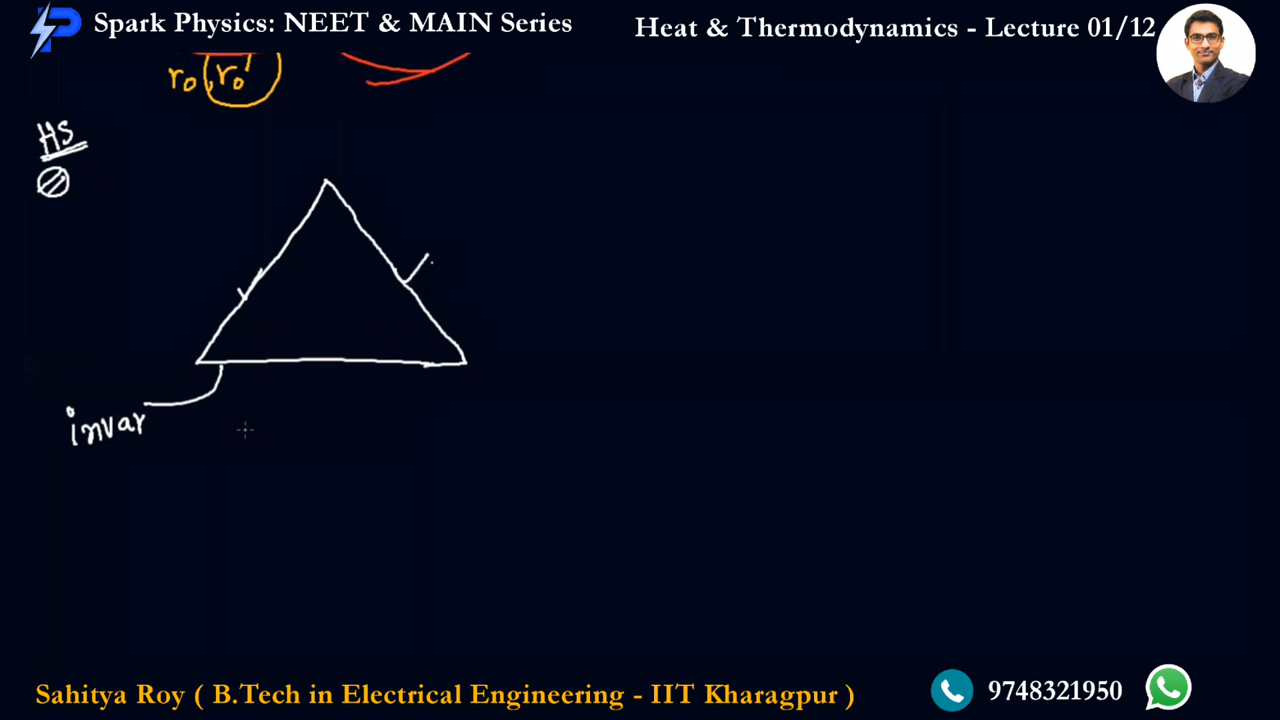 Spark Physics: NEET & MAIN Series
Heat & Thermodynamics - Lecture 01/12
r₀, r₀'
HS
invar
Sahitya Roy ( B.Tech in Electrical Engineering - IIT Kharagpur )
9748321950